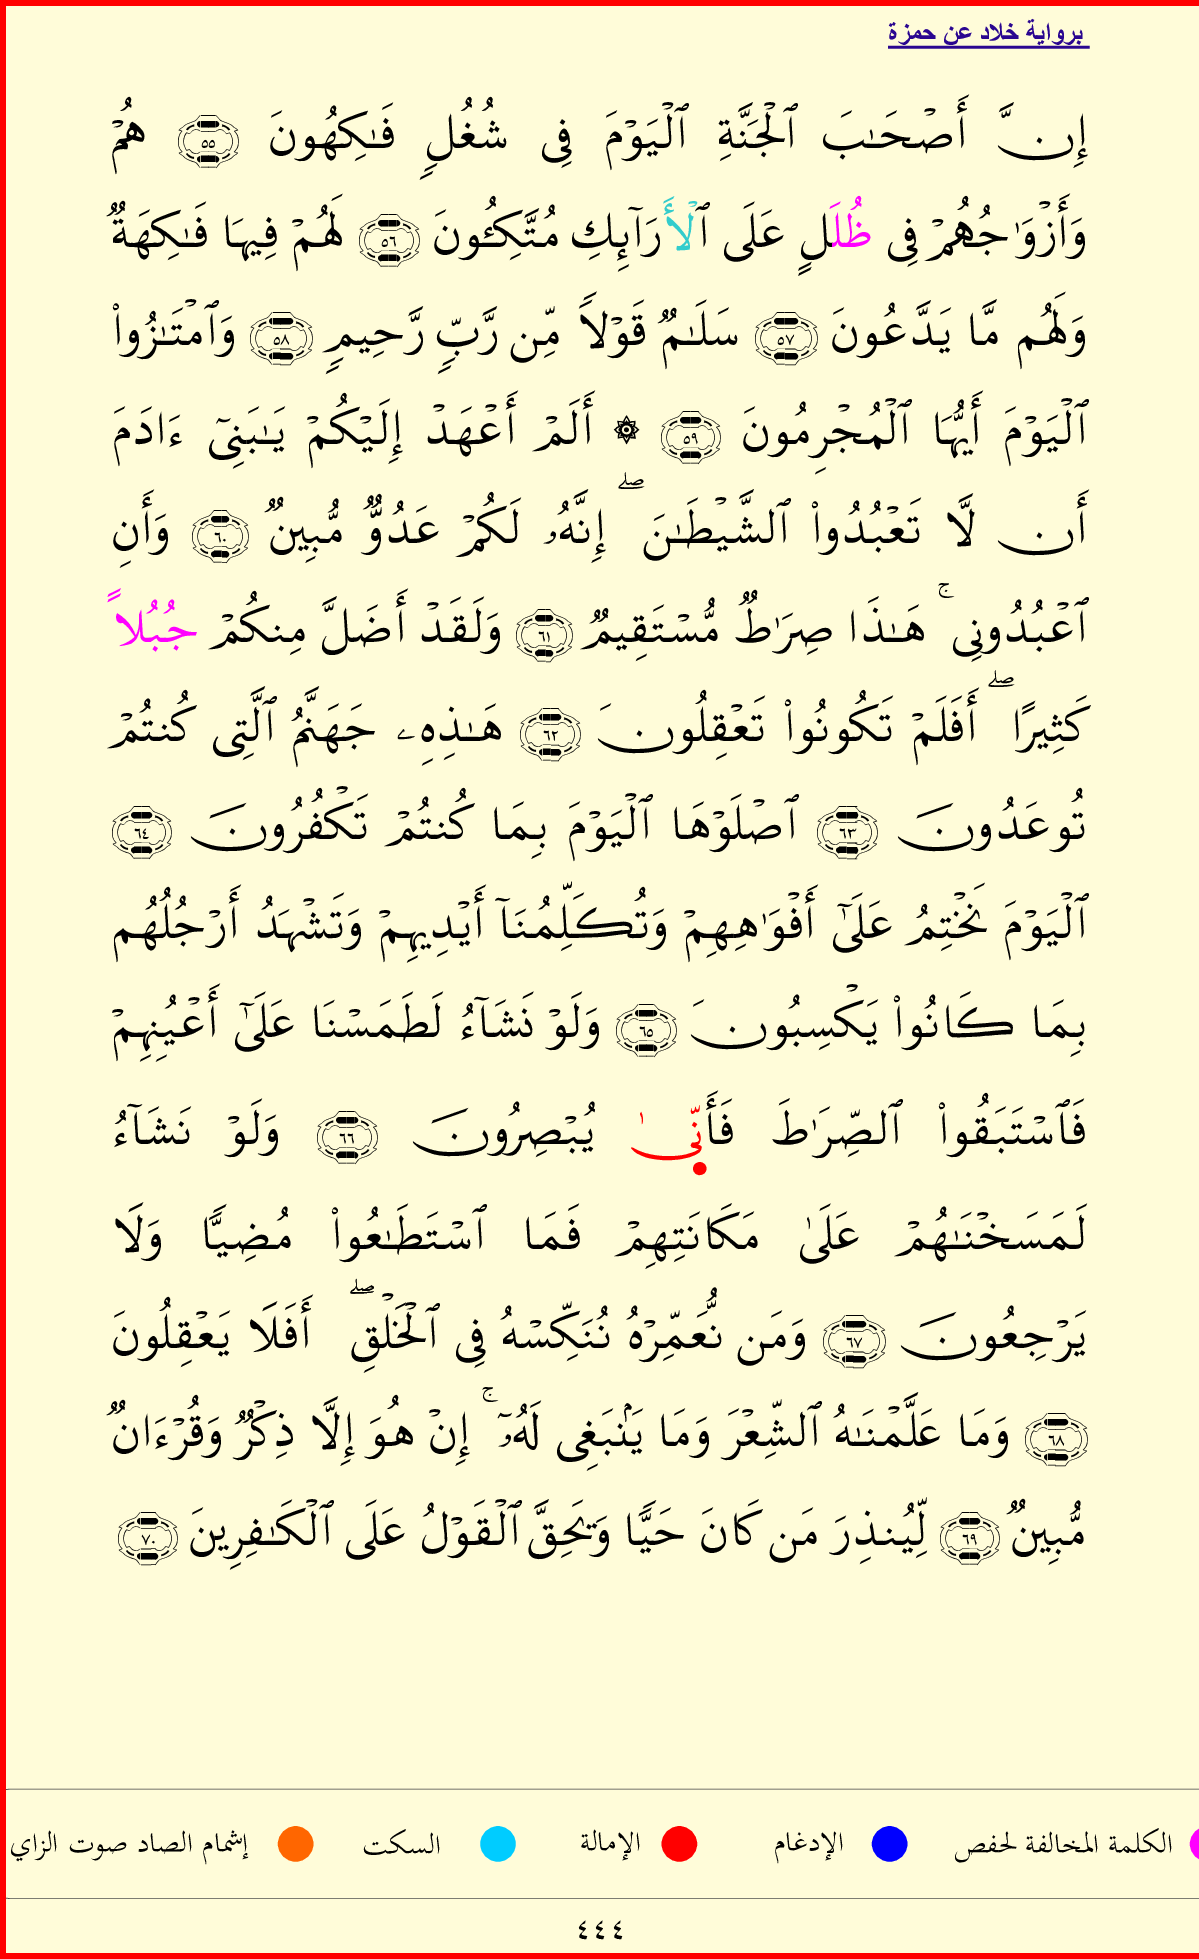 برواية خلاد عن حمزة
إِنَّ أَصْحَـٰبَ ٱلْجَنَّةِ ٱلْيَوْمَ فِى شُغُلٍ فَـٰكِهُونَ ٥٥ هُمْ
وَأَزْوَٰجُهُمْ فِى ظُلَلٍ عَلَى ٱلْأَرَآئِكِ مُتَّكِـُٔونَ ٥٦ لَهُمْ فِيهَا فَـٰكِهَةٌ
وَلَهُم مَّا يَدَّعُونَ ٥٧ سَلَـٰمٌ قَوْلًا مِّن رَّبٍّ رَّحِيمٍ ٥٨ وَٱمْتَـٰزُوا۟
ٱلْيَوْمَ أَيُّهَا ٱلْمُجْرِمُونَ ٥٩ ۞ أَلَمْ أَعْهَدْ إِلَيْكُمْ يَـٰبَنِىٓ ءَادَمَ
أَن لَّا تَعْبُدُوا۟ ٱلشَّيْطَـٰنَ ۖ إِنَّهُۥ لَكُمْ عَدُوٌّ مُّبِينٌ ٦٠ وَأَنِ
ٱعْبُدُونِى ۚ هَـٰذَا صِرَٰطٌ مُّسْتَقِيمٌ ٦١ وَلَقَدْ أَضَلَّ مِنكُمْ جُبُلًا
كَثِيرًا ۖ أَفَلَمْ تَكُونُوا۟ تَعْقِلُونَ ٦٢ هَـٰذِهِۦ جَهَنَّمُ ٱلَّتِى كُنتُمْ
تُوعَدُونَ ٦٣ ٱصْلَوْهَا ٱلْيَوْمَ بِمَا كُنتُمْ تَكْفُرُونَ ٦٤
ٱلْيَوْمَ نَخْتِمُ عَلَىٰٓ أَفْوَٰهِهِمْ وَتُكَلِّمُنَآ أَيْدِيهِمْ وَتَشْهَدُ أَرْجُلُهُم
بِمَا كَانُوا۟ يَكْسِبُونَ ٦٥ وَلَوْ نَشَآءُ لَطَمَسْنَا عَلَىٰٓ أَعْيُنِهِمْ
فَٱسْتَبَقُوا۟ ٱلصِّرَٰطَ فَأَنَّىٰ يُبْصِرُونَ ٦٦ وَلَوْ نَشَآءُ
لَمَسَخْنَـٰهُمْ عَلَىٰ مَكَانَتِهِمْ فَمَا ٱسْتَطَـٰعُوا۟ مُضِيًّا وَلَا
يَرْجِعُونَ ٦٧ وَمَن نُّعَمِّرْهُ نُنَكِّسْهُ فِى ٱلْخَلْقِ ۖ أَفَلَا يَعْقِلُونَ
٦٨ وَمَا عَلَّمْنَـٰهُ ٱلشِّعْرَ وَمَا يَنۢبَغِى لَهُۥٓ ۚ إِنْ هُوَ إِلَّا ذِكْرٌ وَقُرْءَانٌ
مُّبِينٌ ٦٩ لِّيُنذِرَ مَن كَانَ حَيًّا وَيَحِقَّ ٱلْقَوْلُ عَلَى ٱلْكَـٰفِرِينَ ٧٠
الكلمة المخالفة لحفص الإدغام الإمالة السكت إشمام الصاد صوت الزاي
٤٤٤